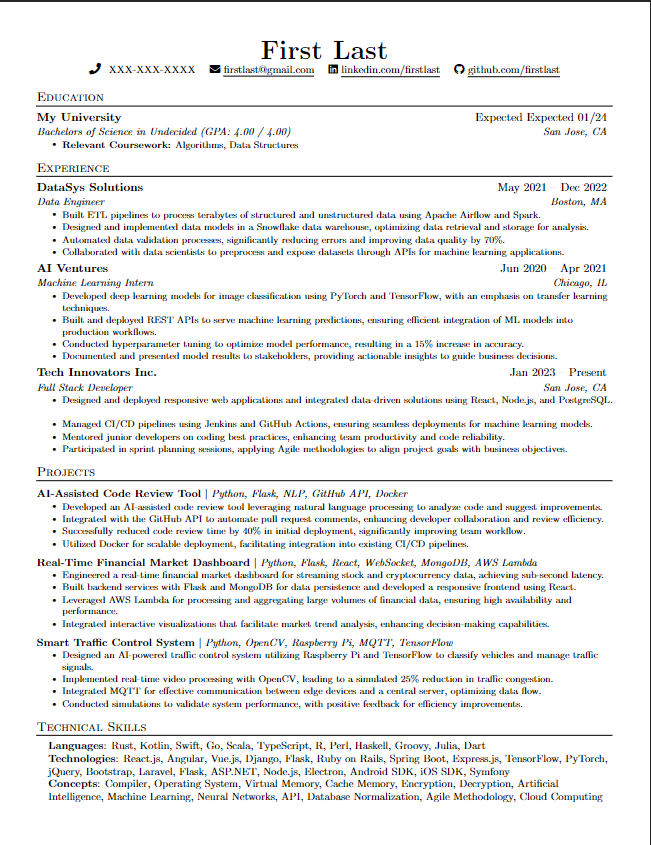 First Last
XXX-XXX-XXXX firstlast@gmail.com linkedin.com/firstlast github.com/firstlast
Education
My University Expected Expected 01/24
Bachelors of Science in Undecided (GPA: 4.00 / 4.00) San Jose, CA
• Relevant Coursework: Algorithms, Data Structures
Experience
DataSys Solutions May 2021 – Dec 2022
Data Engineer Boston, MA
• Built ETL pipelines to process terabytes of structured and unstructured data using Apache Airflow and Spark.
• Designed and implemented data models in a Snowflake data warehouse, optimizing data retrieval and storage for analysis.
• Automated data validation processes, significantly reducing errors and improving data quality by 70%.
• Collaborated with data scientists to preprocess and expose datasets through APIs for machine learning applications.
AI Ventures Jun 2020 – Apr 2021
Machine Learning Intern Chicago, IL
• Developed deep learning models for image classification using PyTorch and TensorFlow, with an emphasis on transfer learning
techniques.
• Built and deployed REST APIs to serve machine learning predictions, ensuring efficient integration of ML models into
production workflows.
• Conducted hyperparameter tuning to optimize model performance, resulting in a 15% increase in accuracy.
• Documented and presented model results to stakeholders, providing actionable insights to guide business decisions.
Tech Innovators Inc. Jan 2023 – Present
Full Stack Developer San Jose, CA
• Designed and deployed responsive web applications and integrated data-driven solutions using React, Node.js, and PostgreSQL.
• Managed CI/CD pipelines using Jenkins and GitHub Actions, ensuring seamless deployments for machine learning models.
• Mentored junior developers on coding best practices, enhancing team productivity and code reliability.
• Participated in sprint planning sessions, applying Agile methodologies to align project goals with business objectives.
Projects
AI-Assisted Code Review Tool | Python, Flask, NLP, GitHub API, Docker
• Developed an AI-assisted code review tool leveraging natural language processing to analyze code and suggest improvements.
• Integrated with the GitHub API to automate pull request comments, enhancing developer collaboration and review efficiency.
• Successfully reduced code review time by 40% in initial deployment, significantly improving team workflow.
• Utilized Docker for scalable deployment, facilitating integration into existing CI/CD pipelines.
Real-Time Financial Market Dashboard | Python, Flask, React, WebSocket, MongoDB, AWS Lambda
• Engineered a real-time financial market dashboard for streaming stock and cryptocurrency data, achieving sub-second latency.
• Built backend services with Flask and MongoDB for data persistence and developed a responsive frontend using React.
• Leveraged AWS Lambda for processing and aggregating large volumes of financial data, ensuring high availability and
performance.
• Integrated interactive visualizations that facilitate market trend analysis, enhancing decision-making capabilities.
Smart Traffic Control System | Python, OpenCV, Raspberry Pi, MQTT, TensorFlow
• Designed an AI-powered traffic control system utilizing Raspberry Pi and TensorFlow to classify vehicles and manage traffic
signals.
• Implemented real-time video processing with OpenCV, leading to a simulated 25% reduction in traffic congestion.
• Integrated MQTT for effective communication between edge devices and a central server, optimizing data flow.
• Conducted simulations to validate system performance, with positive feedback for efficiency improvements.
Technical Skills
Languages: Rust, Kotlin, Swift, Go, Scala, TypeScript, R, Perl, Haskell, Groovy, Julia, Dart
Technologies: React.js, Angular, Vue.js, Django, Flask, Ruby on Rails, Spring Boot, Express.js, TensorFlow, PyTorch,
jQuery, Bootstrap, Laravel, Flask, ASP.NET, Node.js, Electron, Android SDK, iOS SDK, Symfony
Concepts: Compiler, Operating System, Virtual Memory, Cache Memory, Encryption, Decryption, Artificial
Intelligence, Machine Learning, Neural Networks, API, Database Normalization, Agile Methodology, Cloud Computing